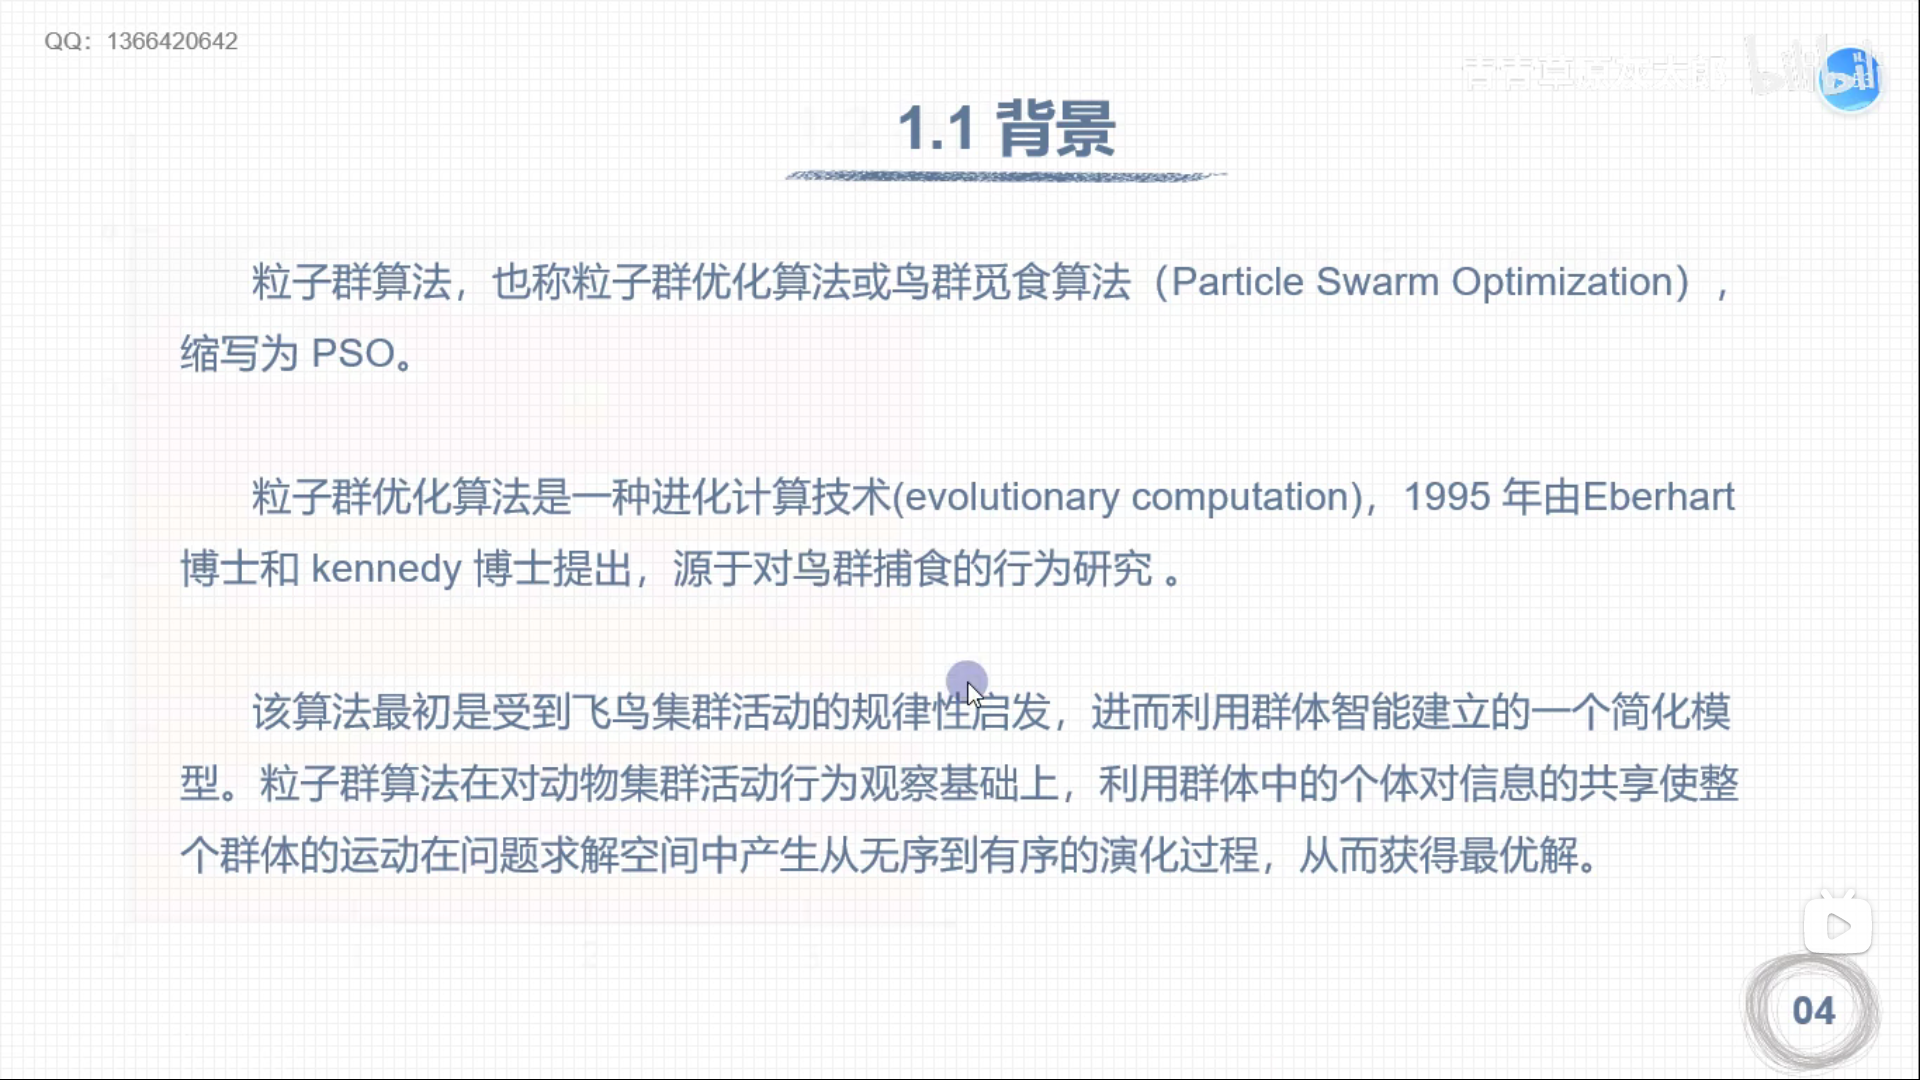 QQ：1366420642
青青草原灰太郎 bilibili
1.1 背景
粒子群算法，也称粒子群优化算法或鸟群觅食算法（Particle Swarm Optimization），
缩写为 PSO。
粒子群优化算法是一种进化计算技术(evolutionary computation)，1995 年由Eberhart
博士和 kennedy 博士提出，源于对鸟群捕食的行为研究 。
该算法最初是受到飞鸟集群活动的规律性启发，进而利用群体智能建立的一个简化模
型。粒子群算法在对动物集群活动行为观察基础上，利用群体中的个体对信息的共享使整
个群体的运动在问题求解空间中产生从无序到有序的演化过程，从而获得最优解。
04